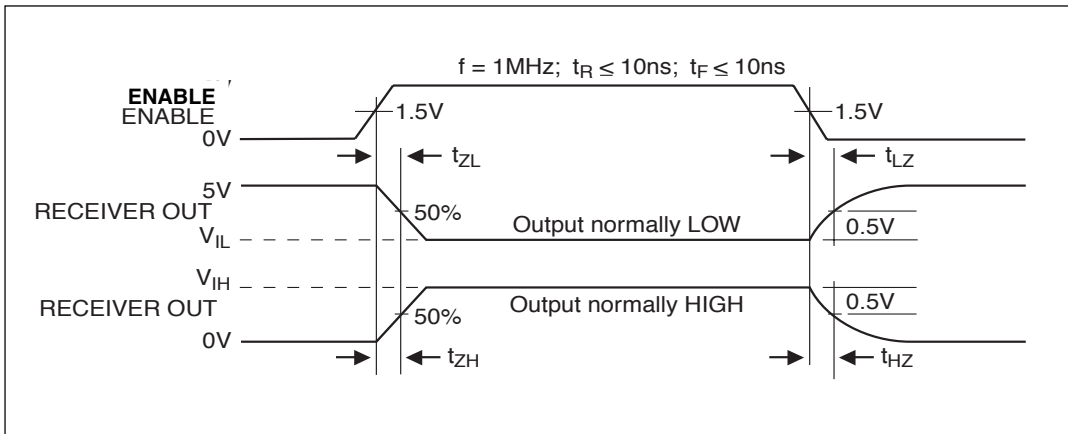 f = 1MHz; tR ≤ 10ns; tF ≤ 10ns
ENABLE
ENABLE
1.5V
1.5V
0V
tZL
tLZ
5V
RECEIVER OUT
50%
Output normally LOW
0.5V
VIL
VIH
RECEIVER OUT
50%
Output normally HIGH
0.5V
0V
tZH
tHZ